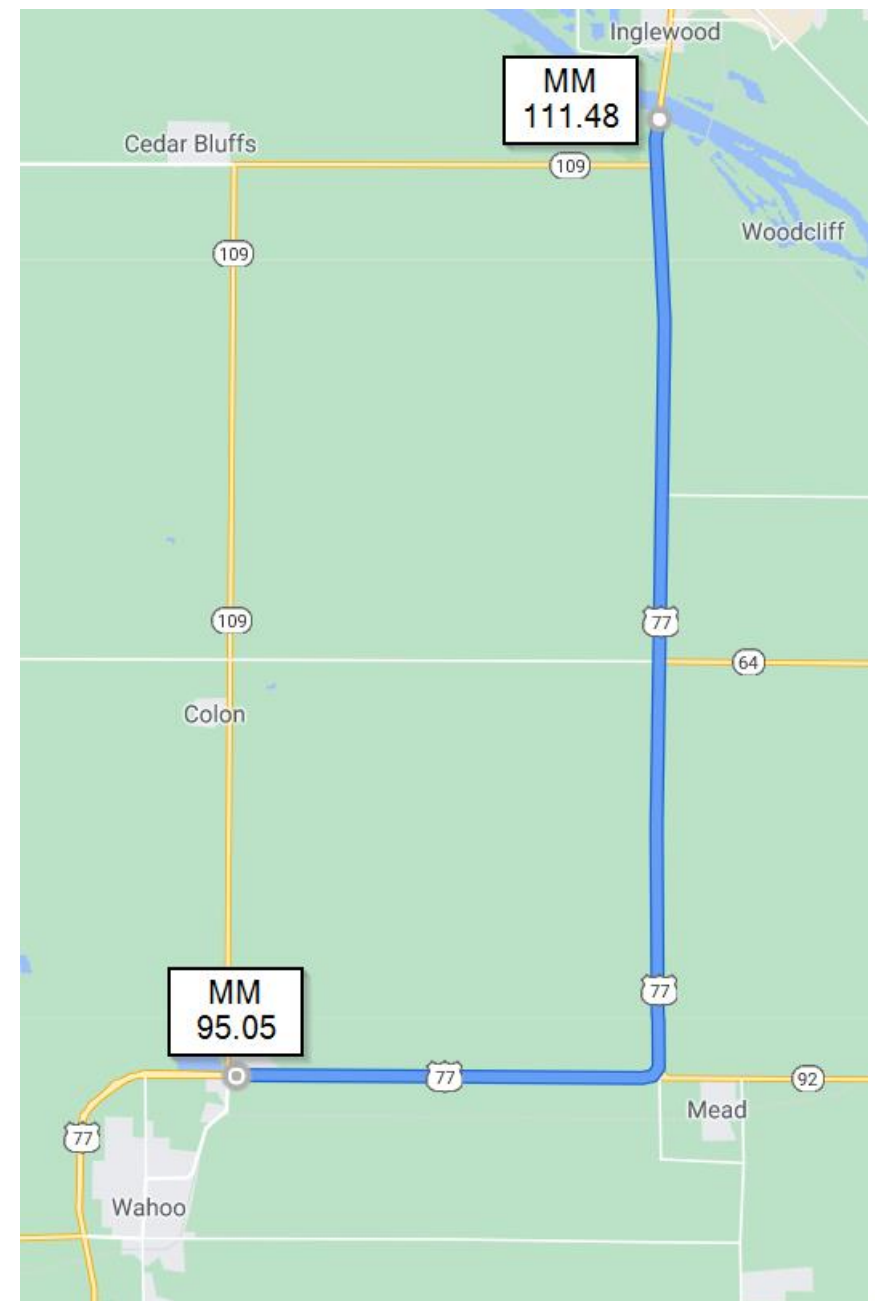 Inglewood
MM
111.48
Cedar Bluffs
109
109
Woodcliff
109
77
64
Colon
MM
95.05
77
77
92
Mead
77
Wahoo